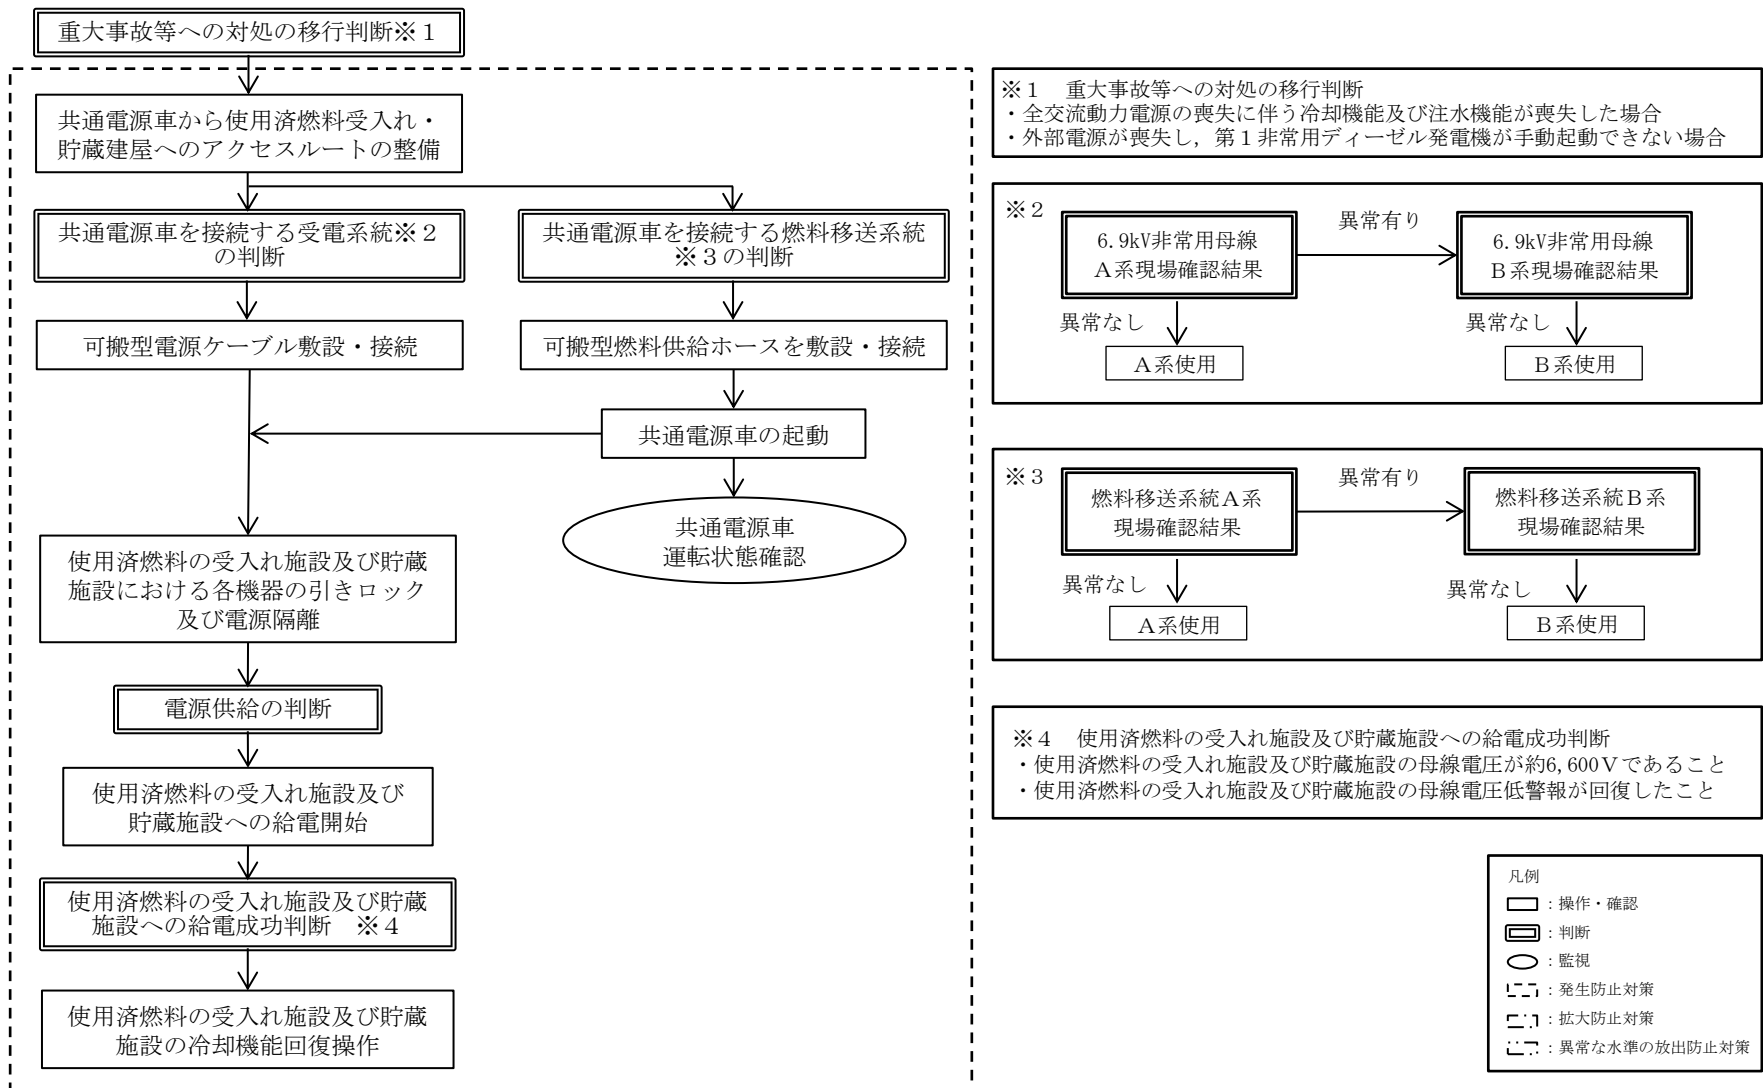 重大事故等への対処の移行判断※１
共通電源車から使用済燃料受入れ・
貯蔵建屋へのアクセスルートの整備
共通電源車を接続する受電系統※２
の判断
共通電源車を接続する燃料移送系統
※３の判断
可搬型電源ケーブル敷設・接続
可搬型燃料供給ホースを敷設・接続
共通電源車の起動
共通電源車
運転状態確認
使用済燃料の受入れ施設及び貯蔵
施設における各機器の引きロック
及び電源隔離
電源供給の判断
使用済燃料の受入れ施設及び
貯蔵施設への給電開始
使用済燃料の受入れ施設及び貯蔵
施設への給電成功判断　※４
使用済燃料の受入れ施設及び貯蔵
施設の冷却機能回復操作
※１　重大事故等への対処の移行判断
・全交流動力電源の喪失に伴う冷却機能及び注水機能が喪失した場合
・外部電源が喪失し，第１非常用ディーゼル発電機が手動起動できない場合
※２
6.9kV非常用母線
Ａ系現場確認結果
異常有り
6.9kV非常用母線
Ｂ系現場確認結果
異常なし
Ａ系使用
異常なし
Ｂ系使用
※３
燃料移送系統Ａ系
現場確認結果
異常有り
燃料移送系統Ｂ系
現場確認結果
異常なし
Ａ系使用
異常なし
Ｂ系使用
※４　使用済燃料の受入れ施設及び貯蔵施設への給電成功判断
・使用済燃料の受入れ施設及び貯蔵施設の母線電圧が約6,600Ｖであること
・使用済燃料の受入れ施設及び貯蔵施設の母線電圧低警報が回復したこと
凡例
：操作・確認
：判断
：監視
：発生防止対策
：拡大防止対策
：異常な水準の放出防止対策